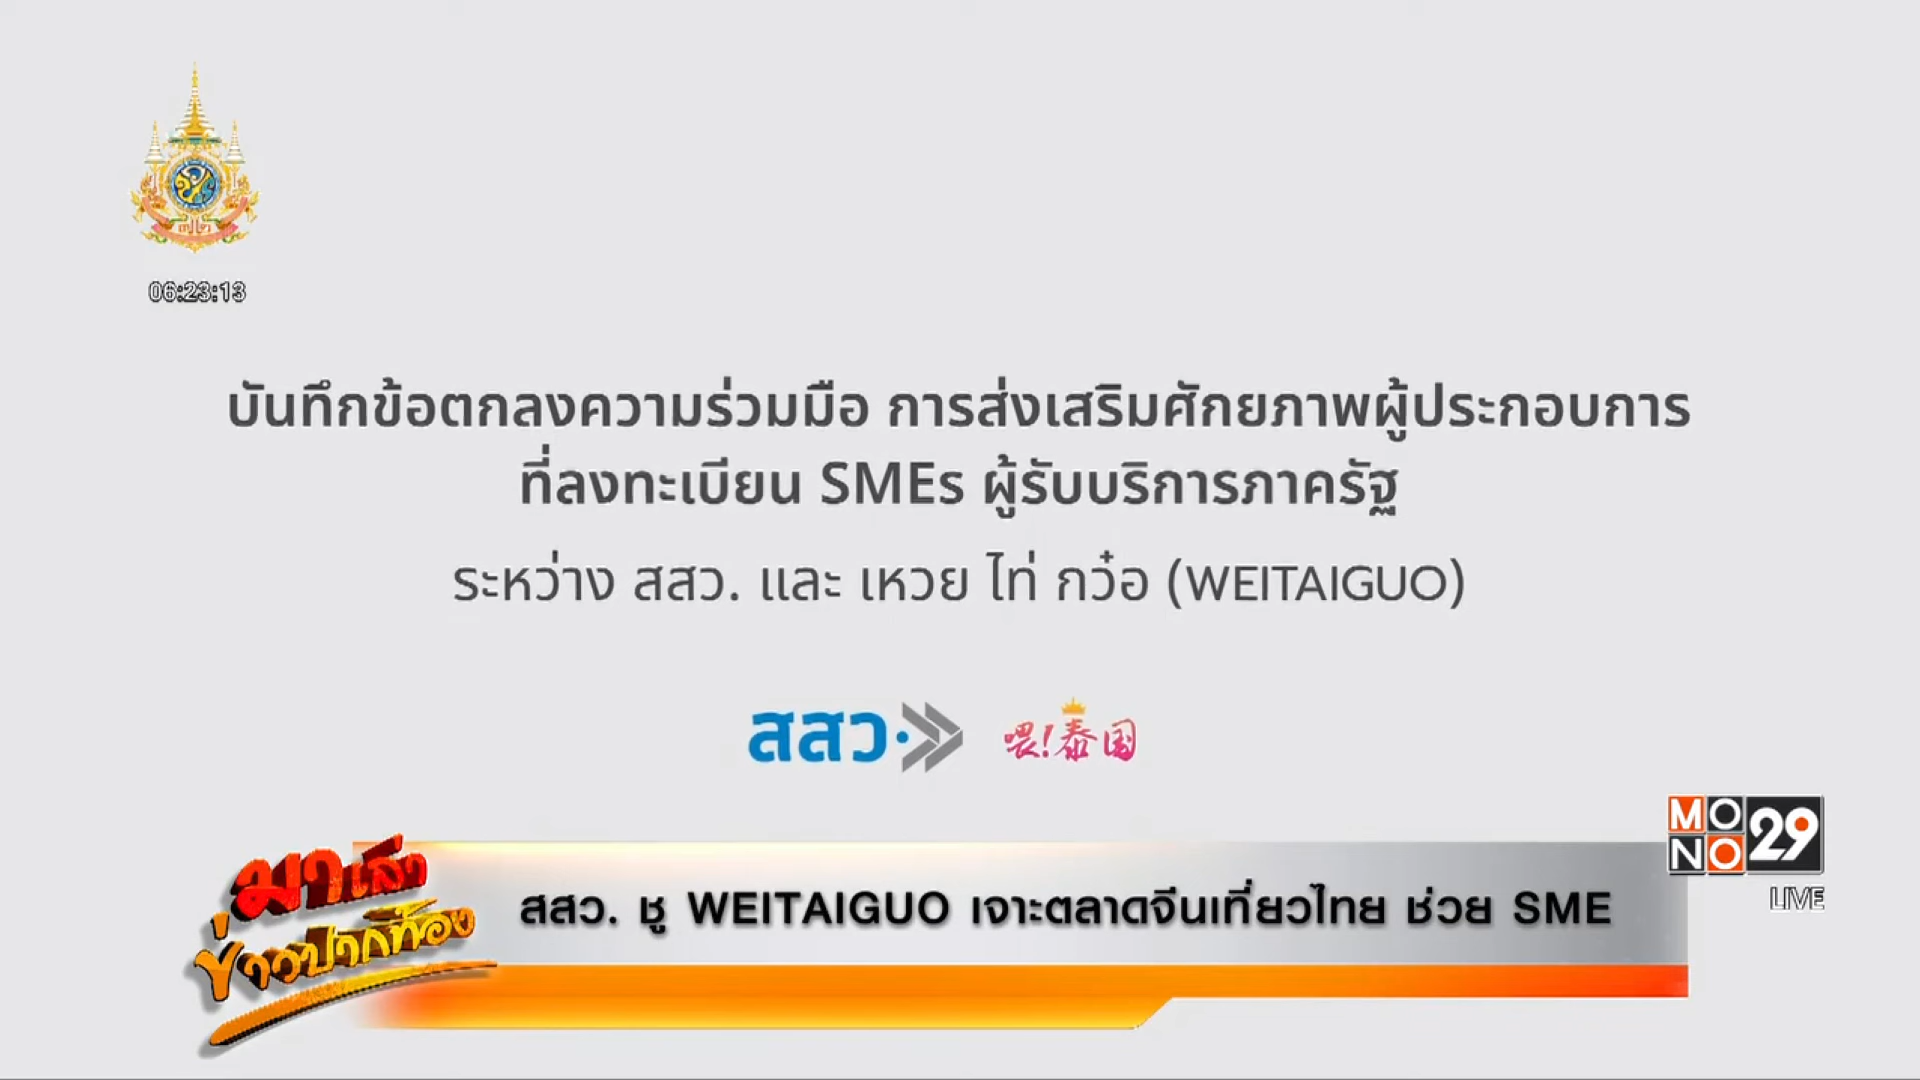 ๗๒
06:23:13
บันทึกข้อตกลงความร่วมมือ การส่งเสริมศักยภาพผู้ประกอบการ
ที่ลงทะเบียน SMEs ผู้รับบริการภาครัฐ
ระหว่าง สสว. และ เหวย ไท่ กว๋อ (WEITAIGUO)
สสว
喂!泰国
MONO 29
LIVE
มาเล่า
ข่าวปากท้อง
สสว. ชู WEITAIGUO เจาะตลาดจีนเที่ยวไทย ช่วย SME